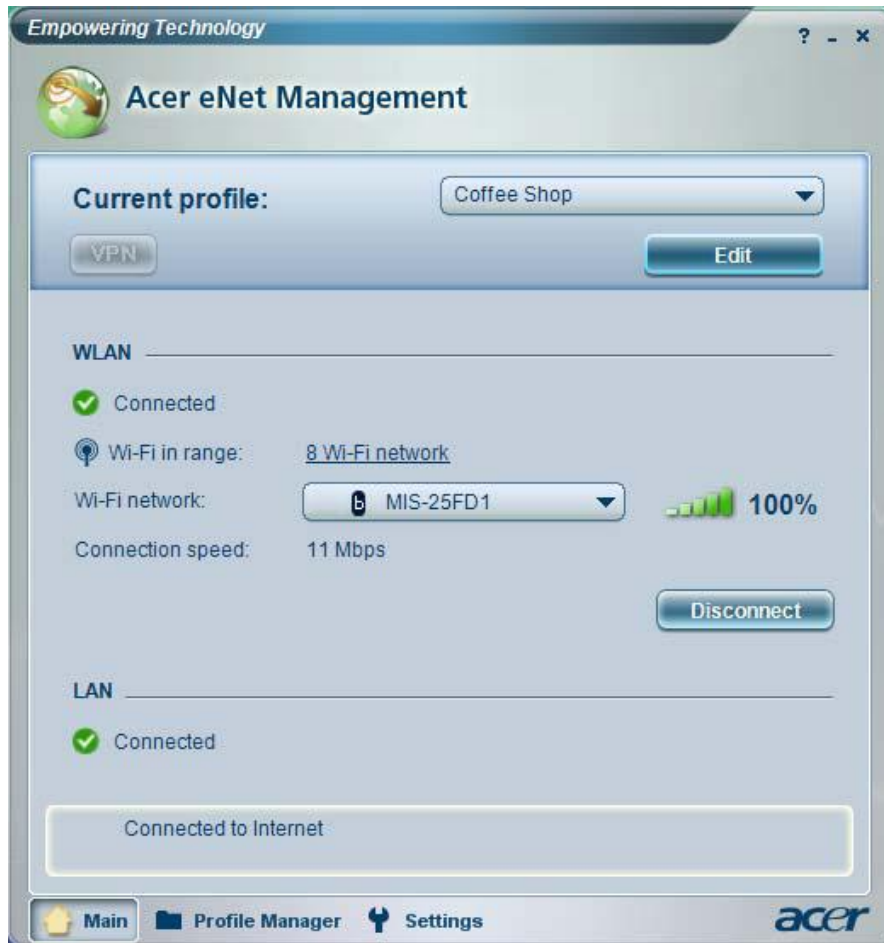 Empowering Technology
? - ×
Acer eNet Management
Current profile: Coffee Shop
VPN Edit
WLAN
Connected
Wi-Fi in range: 8 Wi-Fi network
Wi-Fi network: b MIS-25FD1 100%
Connection speed: 11 Mbps
Disconnect
LAN
Connected
Connected to Internet
Main Profile Manager Settings acer